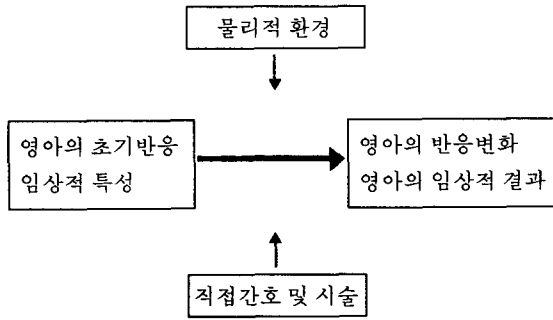 물리적 환경
영아의 초기반응
임상적 특성
영아의 반응변화
영아의 임상적 결과
직접간호 및 시술